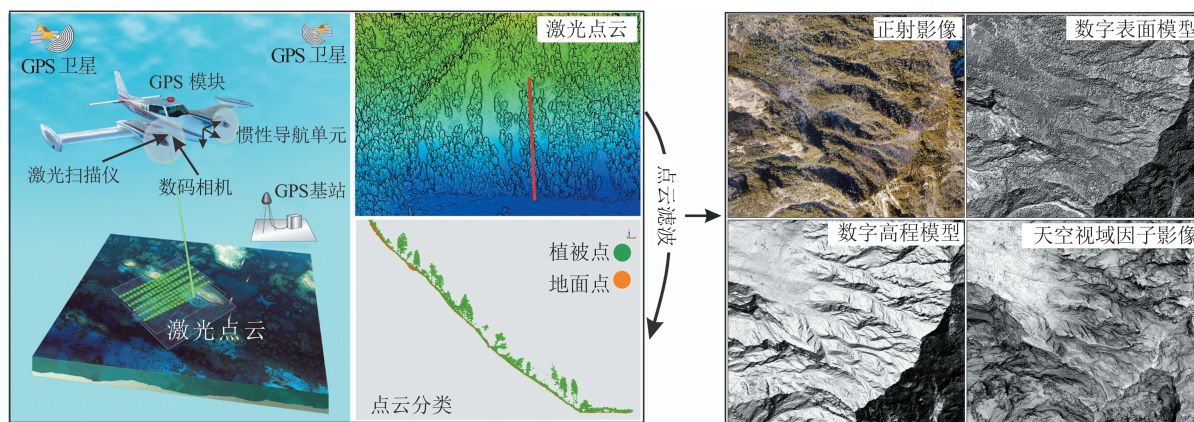 GPS 卫星
GPS 卫星
GPS 模块
惯性导航单元
激光扫描仪
数码相机
GPS基站
激光点云
激光点云
植被点
地面点
点云分类
点云滤波
正射影像
数字表面模型
数字高程模型
天空视域因子影像